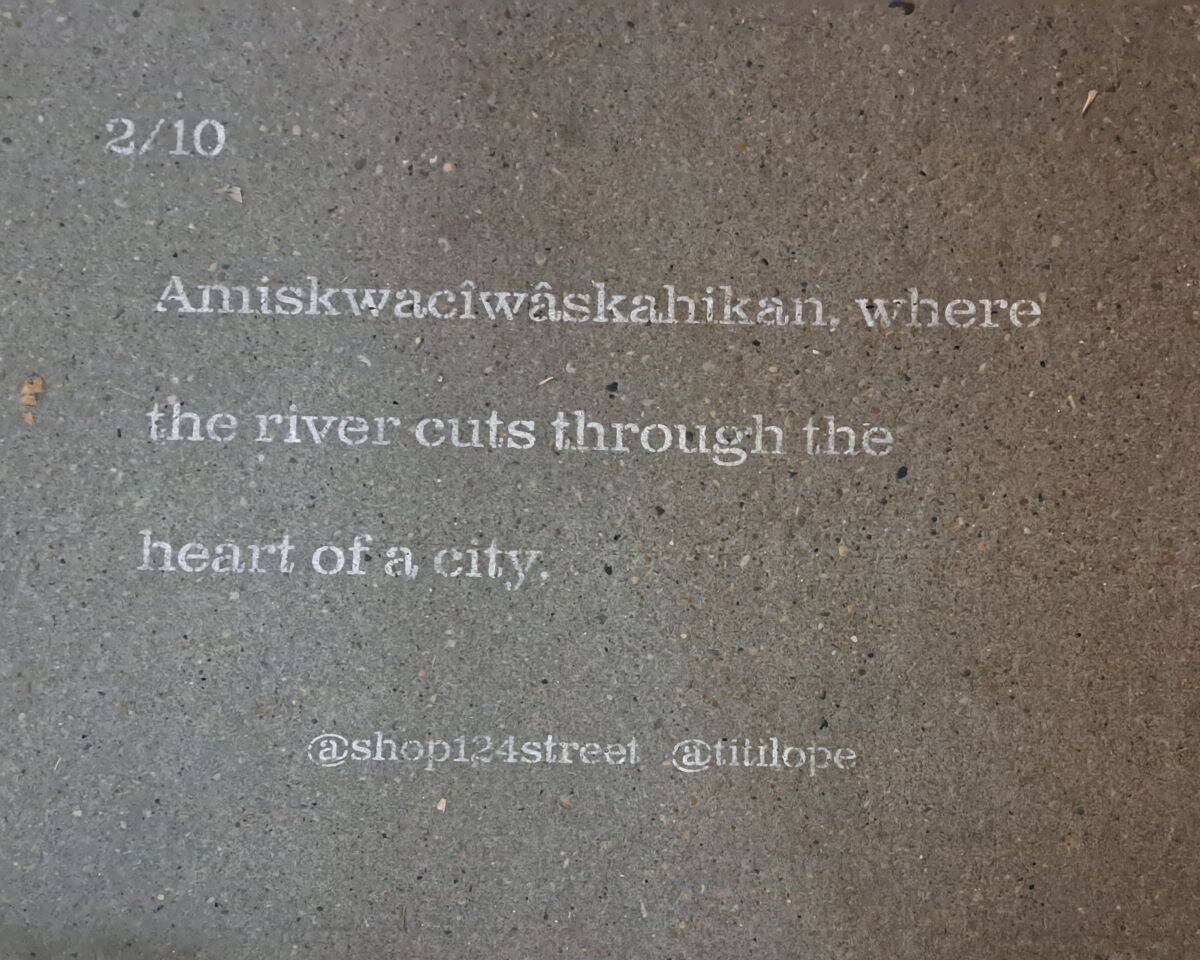 2/10
Amiskwacîwâskahikan, where
the river cuts through the
heart of a city.
@shop124street @titilope